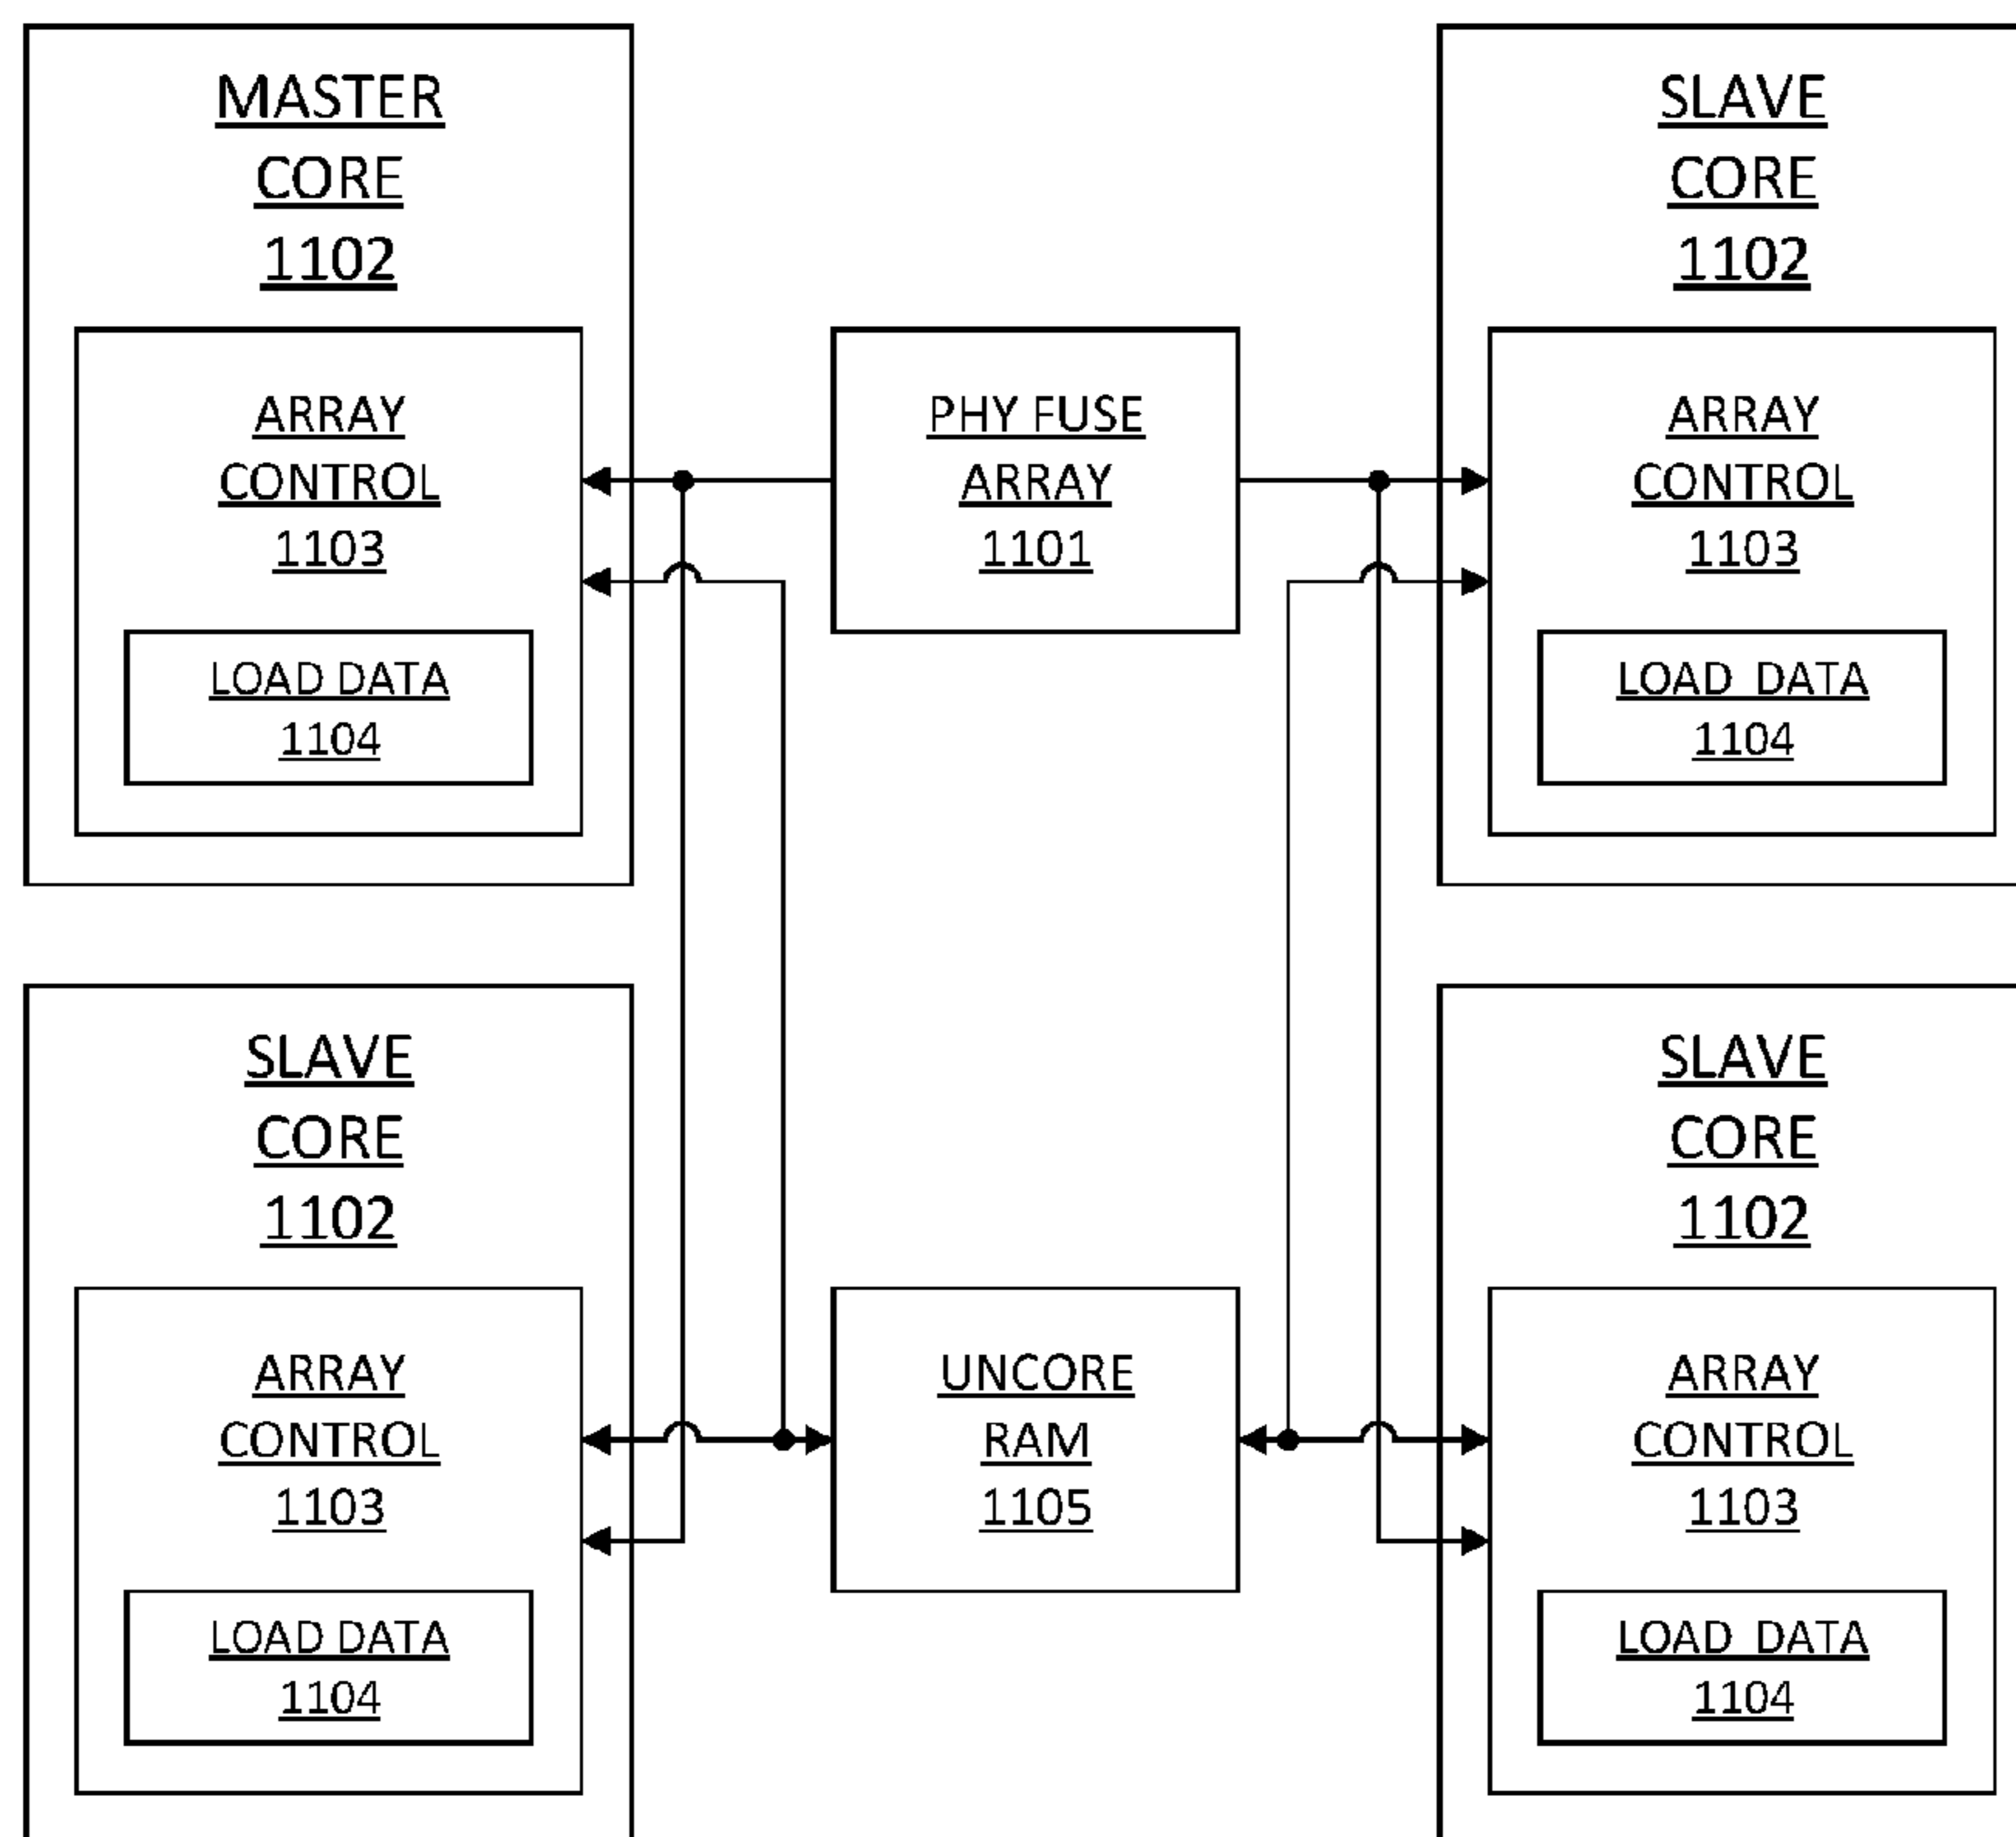 MASTER
CORE
1102
ARRAY
CONTROL
1103
LOAD DATA
1104
PHY FUSE
ARRAY
1101
SLAVE
CORE
1102
ARRAY
CONTROL
1103
LOAD DATA
1104
SLAVE
CORE
1102
ARRAY
CONTROL
1103
LOAD DATA
1104
UNCORE
RAM
1105
SLAVE
CORE
1102
ARRAY
CONTROL
1103
LOAD DATA
1104